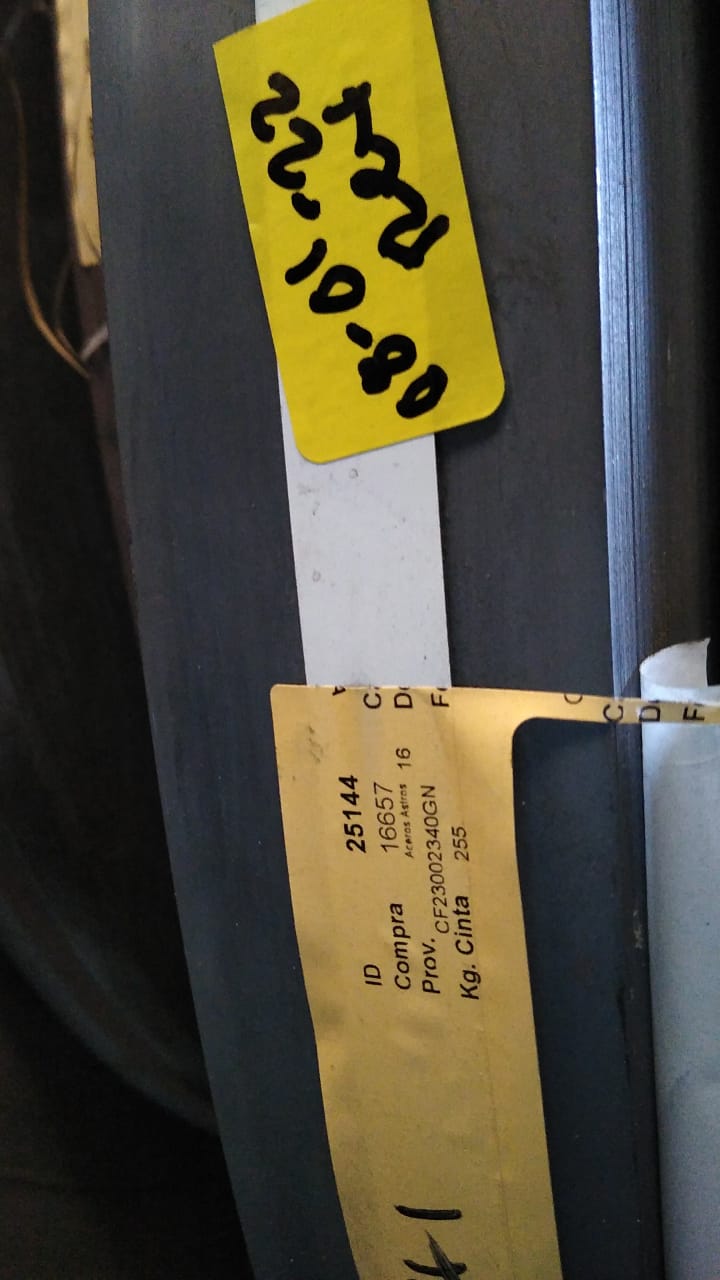 08-01-22
ID 25144
Compra 16657
Aceros Astros 16
Prov. CF23002340GN
Kg. Cinta 255